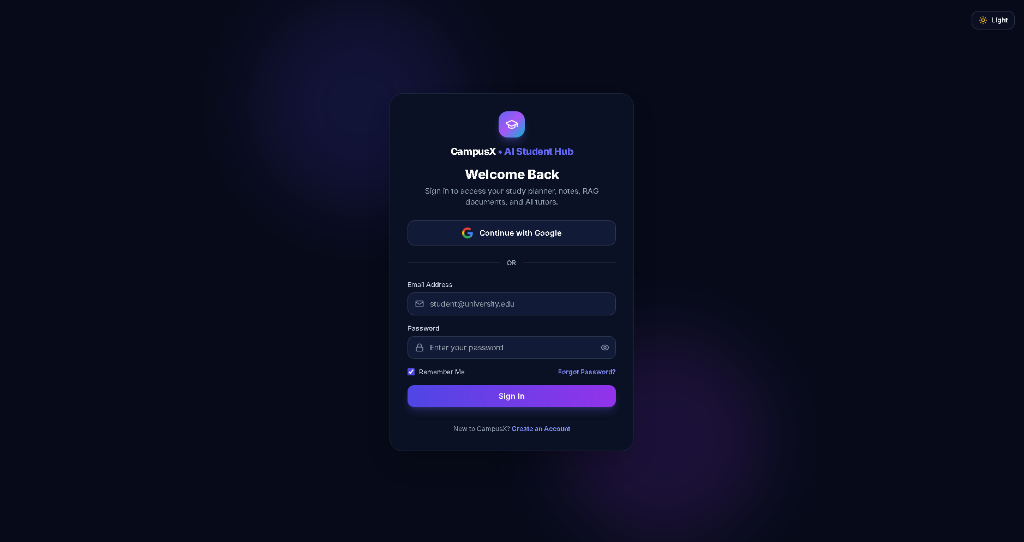 Light
CampusX • AI Student Hub
Welcome Back
Sign in to access your study planner, notes, RAG
documents, and AI tutors.
Continue with Google
OR
Email Address
student@university.edu
Password
Enter your password
Remember Me
Forgot Password?
Sign In
New to CampusX? Create an Account